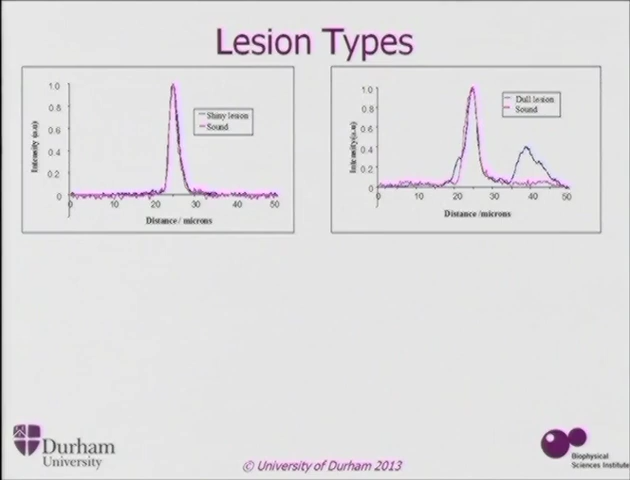 Lesion Types
1.0
0.8
0.6
0.4
0.2
0
Intensity (a.u)
Shiny lesion
Sound
0 10 20 30 40 50
Distance / microns
1.0
0.8
0.6
0.4
0.2
0
Intensity(a.u)
Dull lesion
Sound
0 10 20 30 40 50
Distance /microns
Durham
University
© University of Durham 2013
Biophysical
Sciences Institute